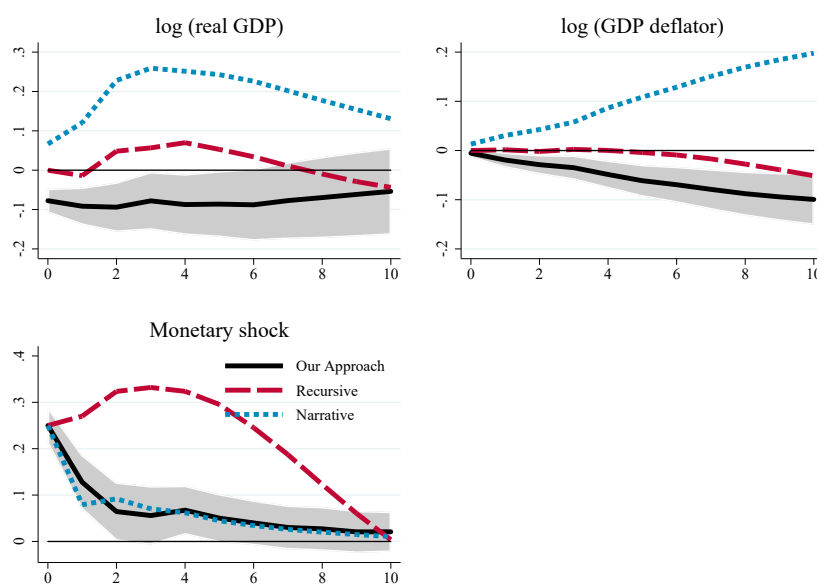 log (real GDP)
.3
.2
.1
0
-.1
-.2
0 2 4 6 8 10
log (GDP deflator)
.2
.1
0
-.1
-.2
0 2 4 6 8 10
Monetary shock
.4
.3
.2
.1
0
0 2 4 6 8 10
Our Approach
Recursive
Narrative